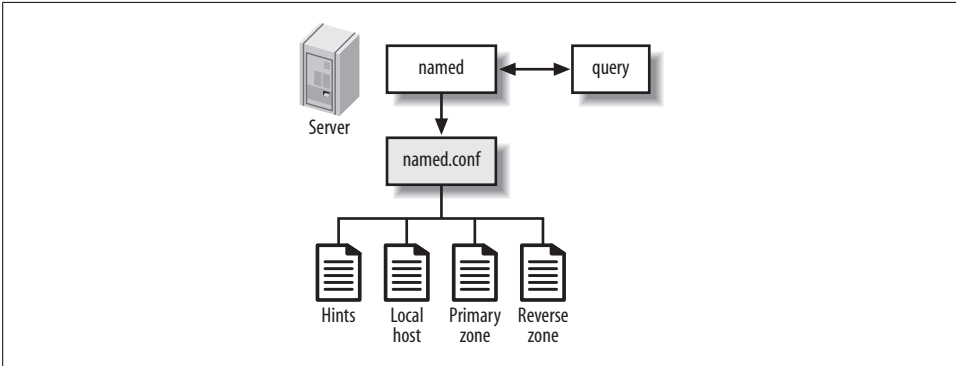 named
query
Server
named.conf
Hints
Local
host
Primary
zone
Reverse
zone